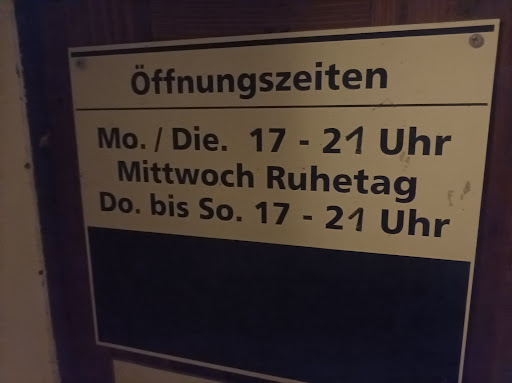 Öffnungszeiten
Mo. / Die. 17 - 21 Uhr
Mittwoch Ruhetag
Do. bis So. 17 - 21 Uhr